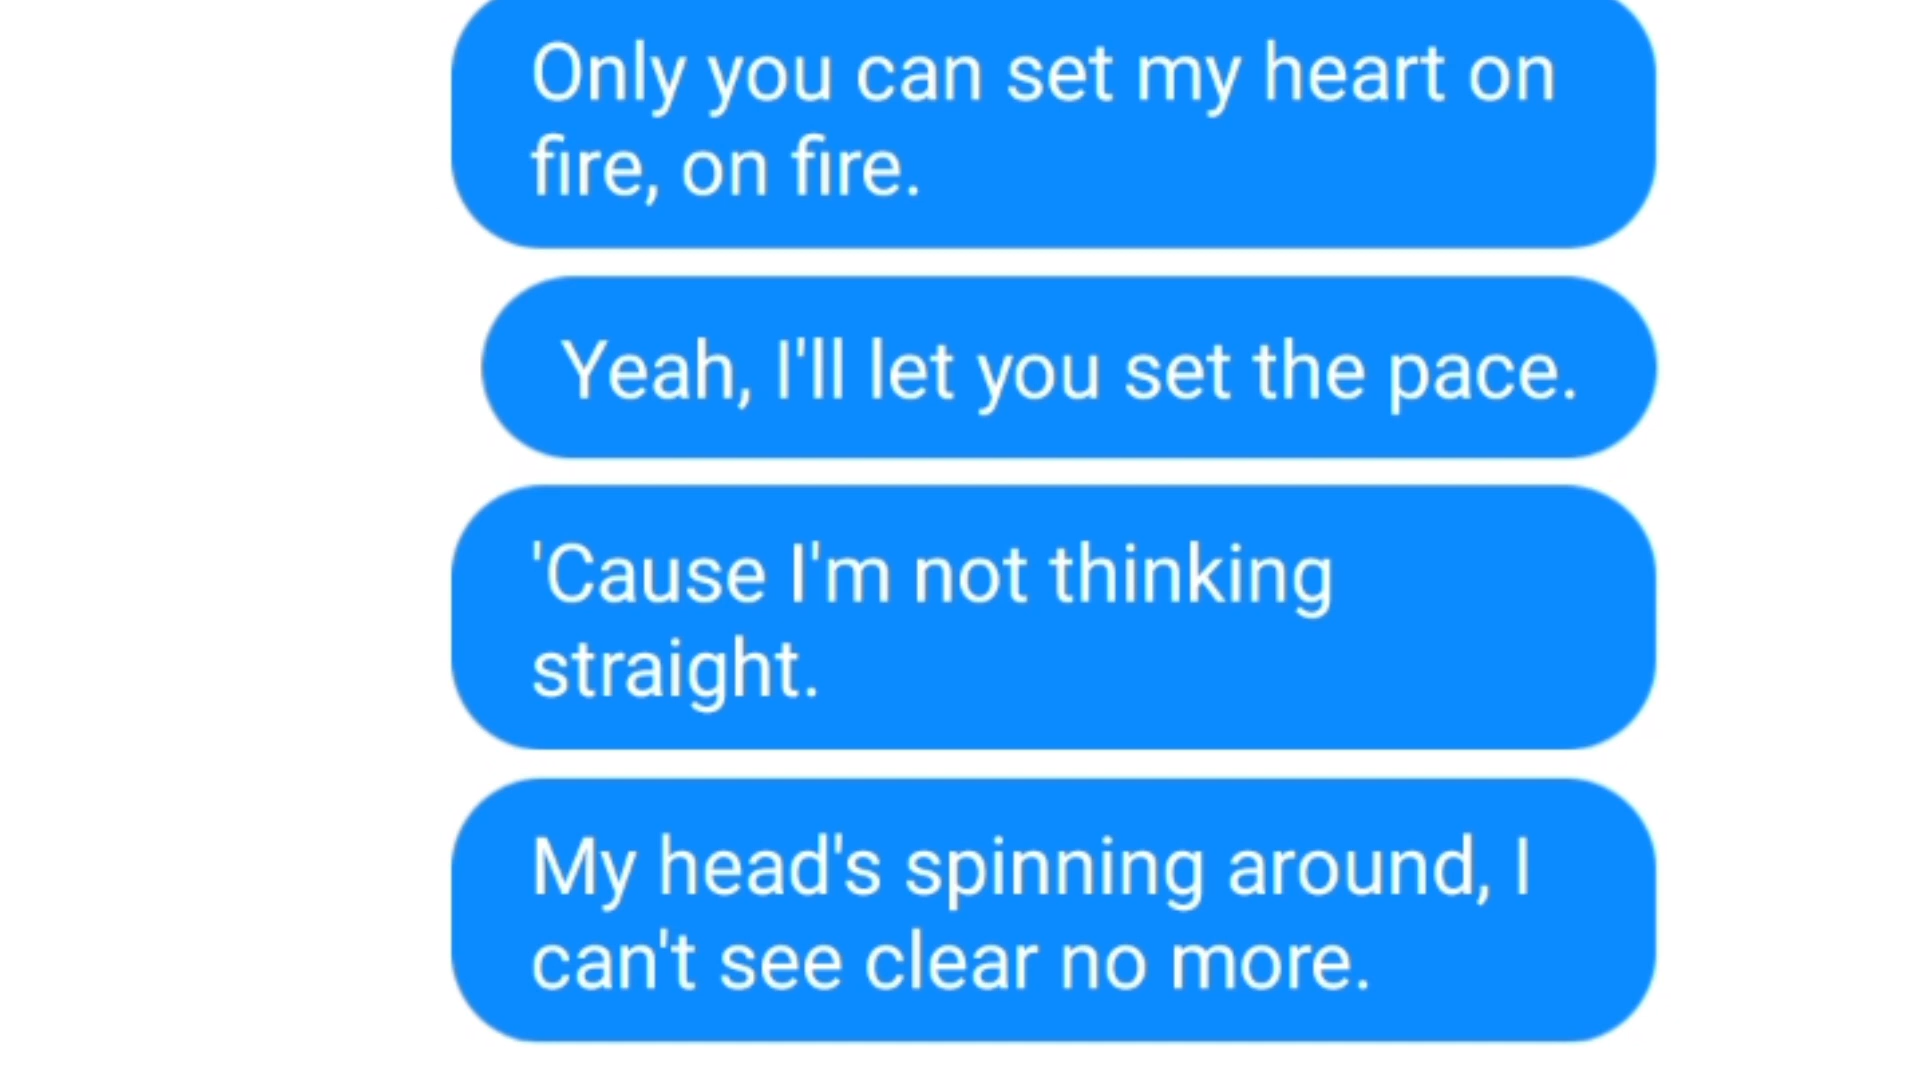 Only you can set my heart on
fire, on fire.
Yeah, I'll let you set the pace.
'Cause I'm not thinking
straight.
My head's spinning around, I
can't see clear no more.